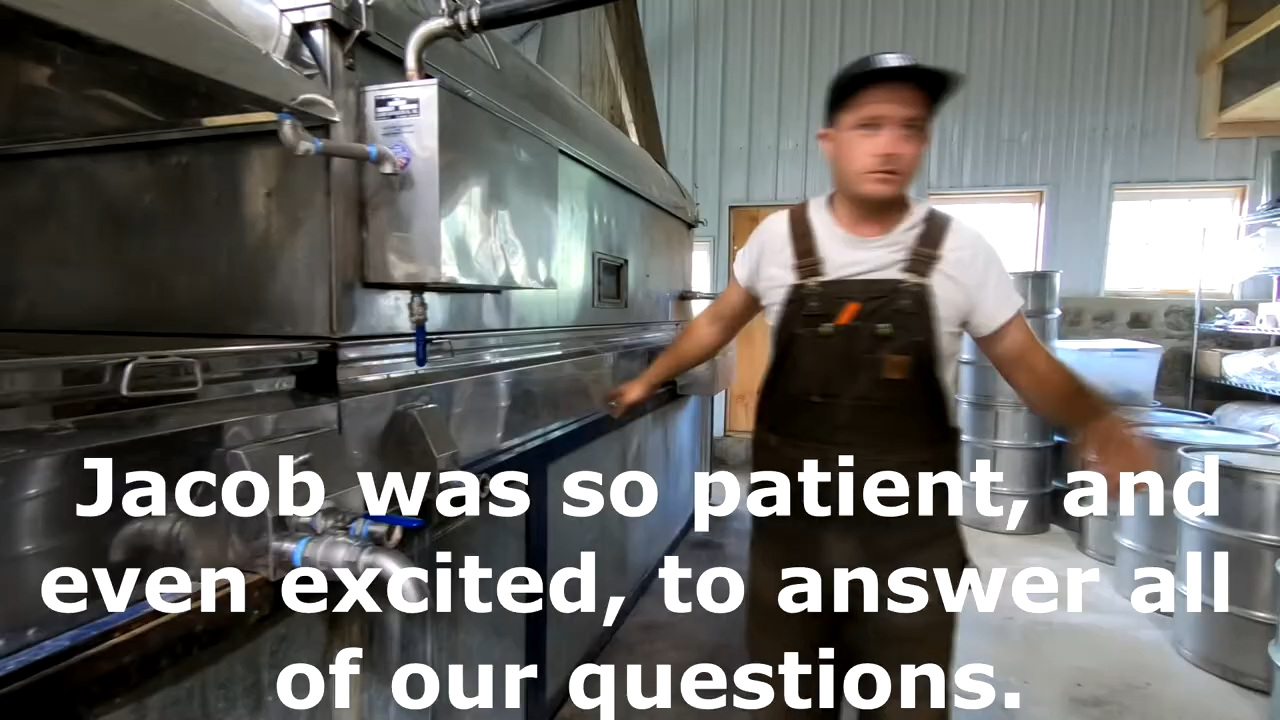 Jacob was so patient, and
even excited, to answer all
of our questions.